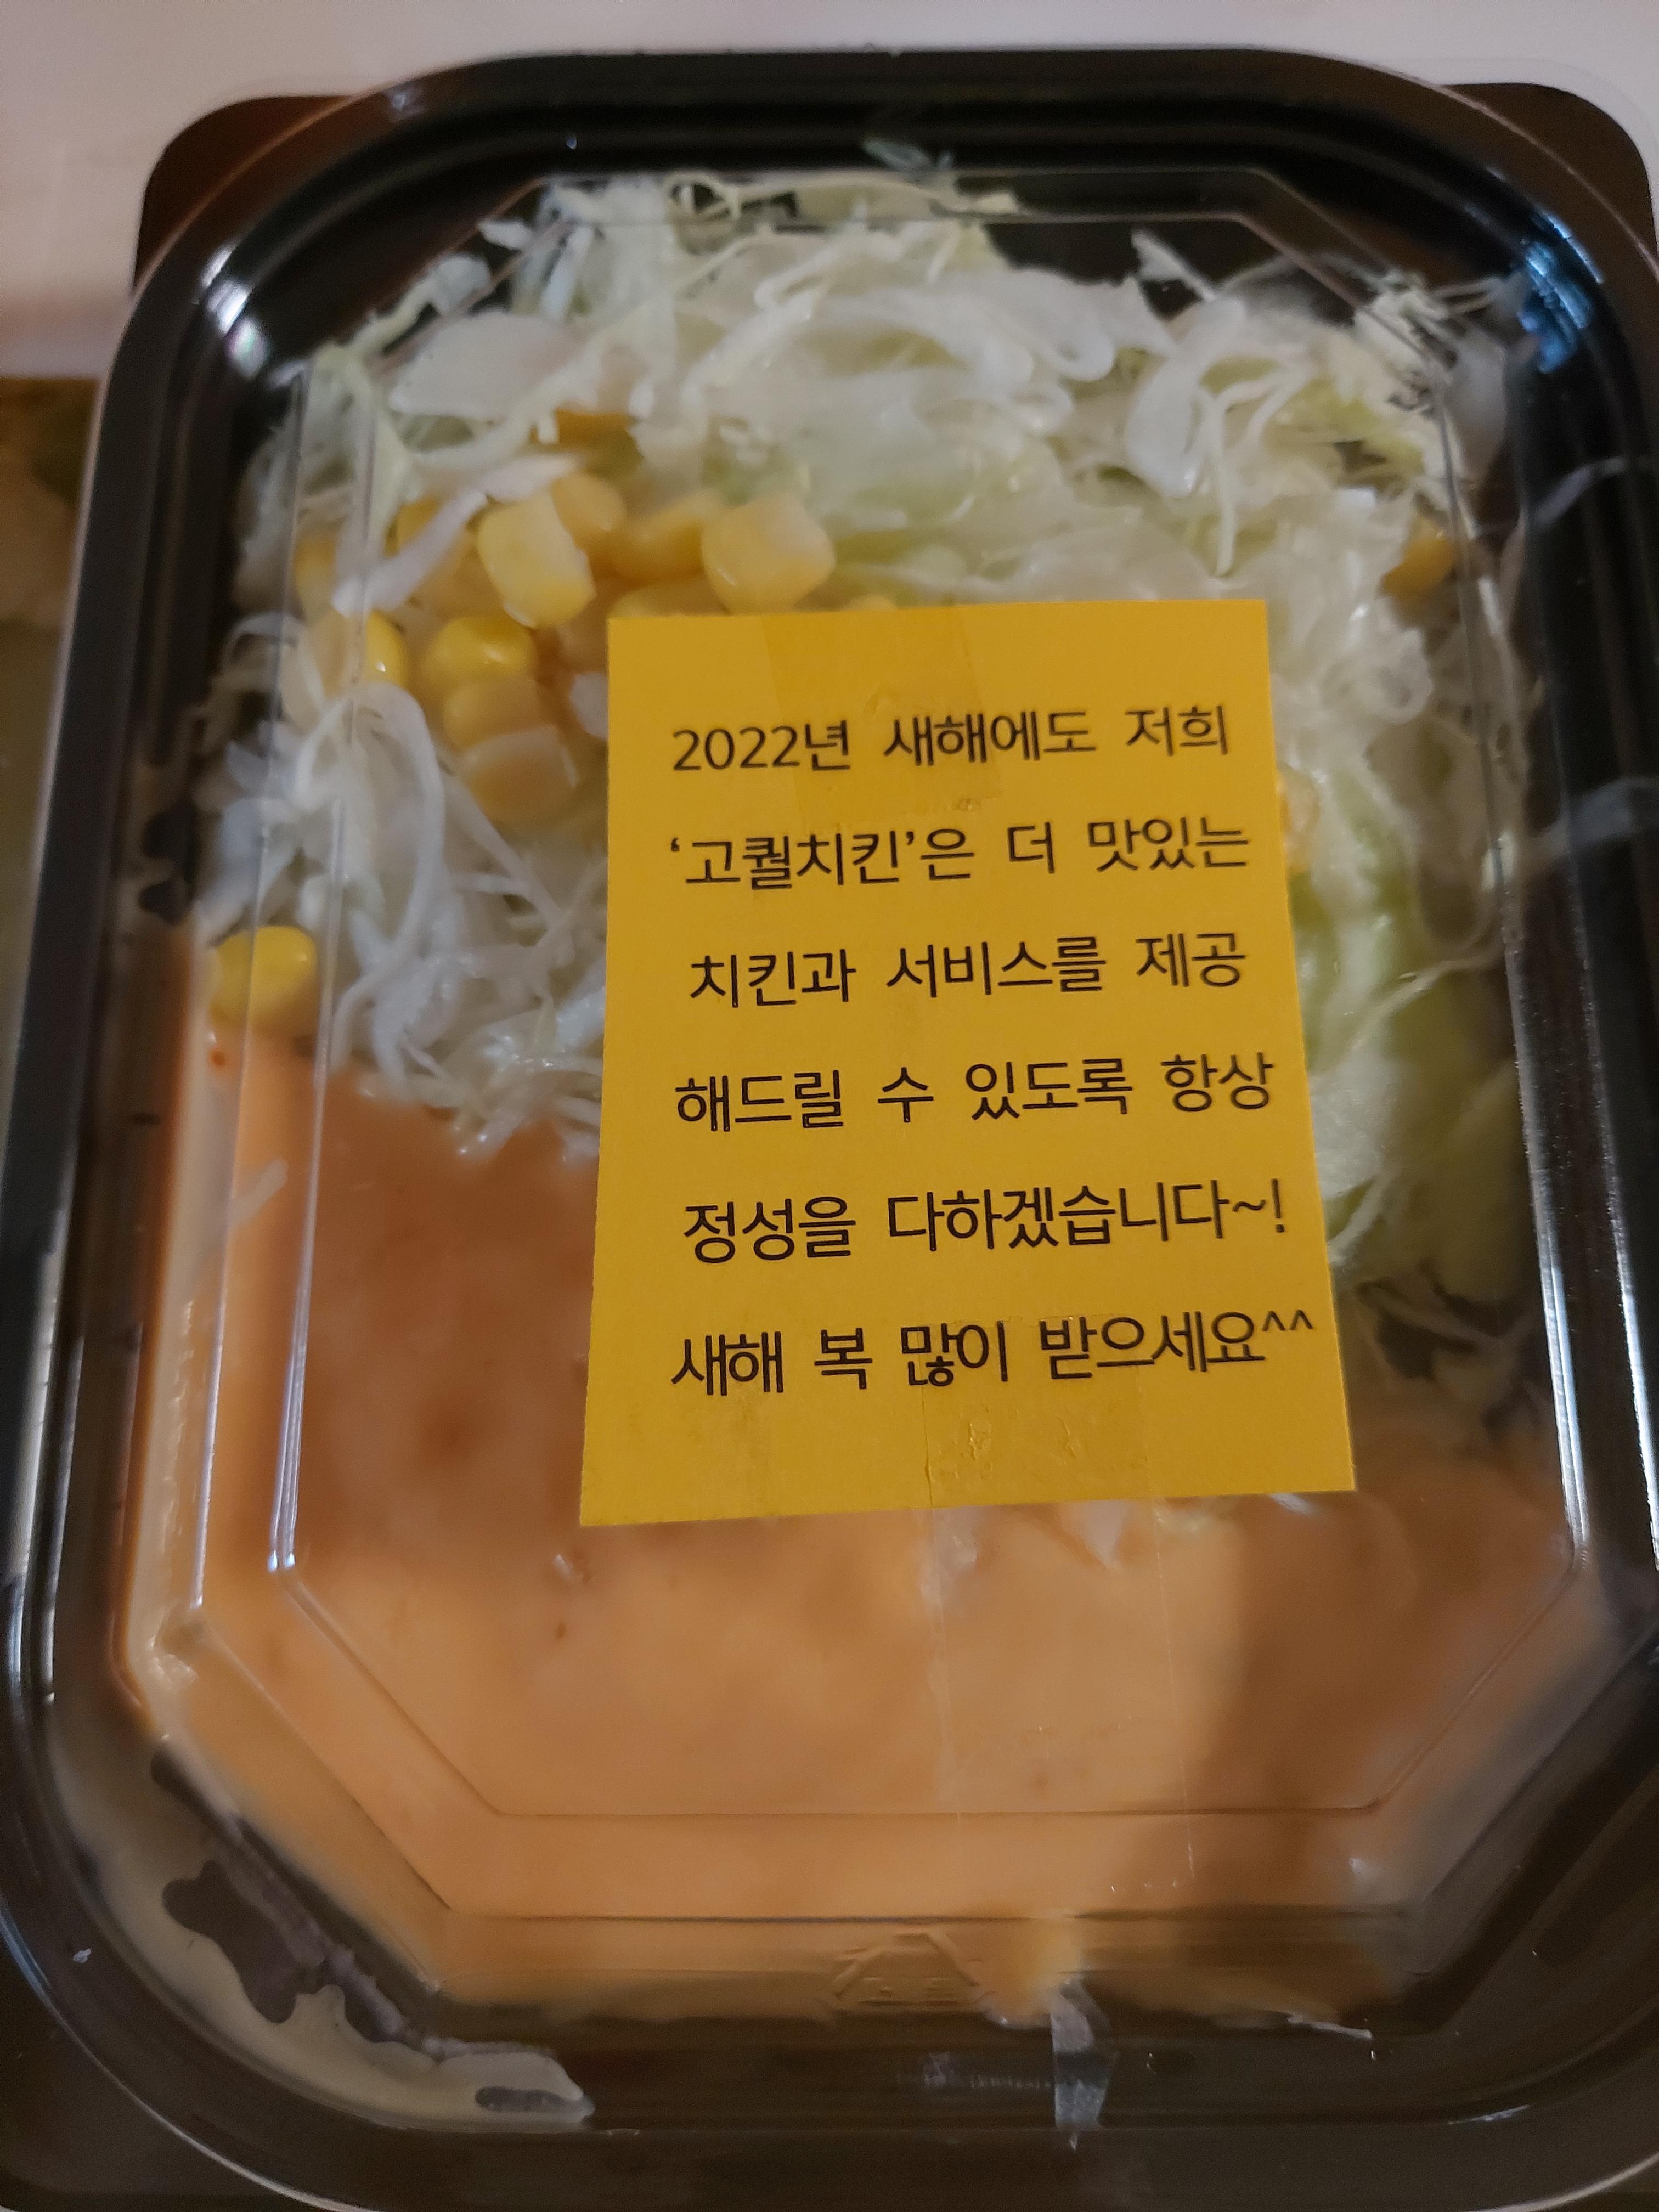 2022년 새해에도 저희
‘고퀄치킨’은 더 맛있는
치킨과 서비스를 제공
해드릴 수 있도록 항상
정성을 다하겠습니다~!
새해 복 많이 받으세요^^